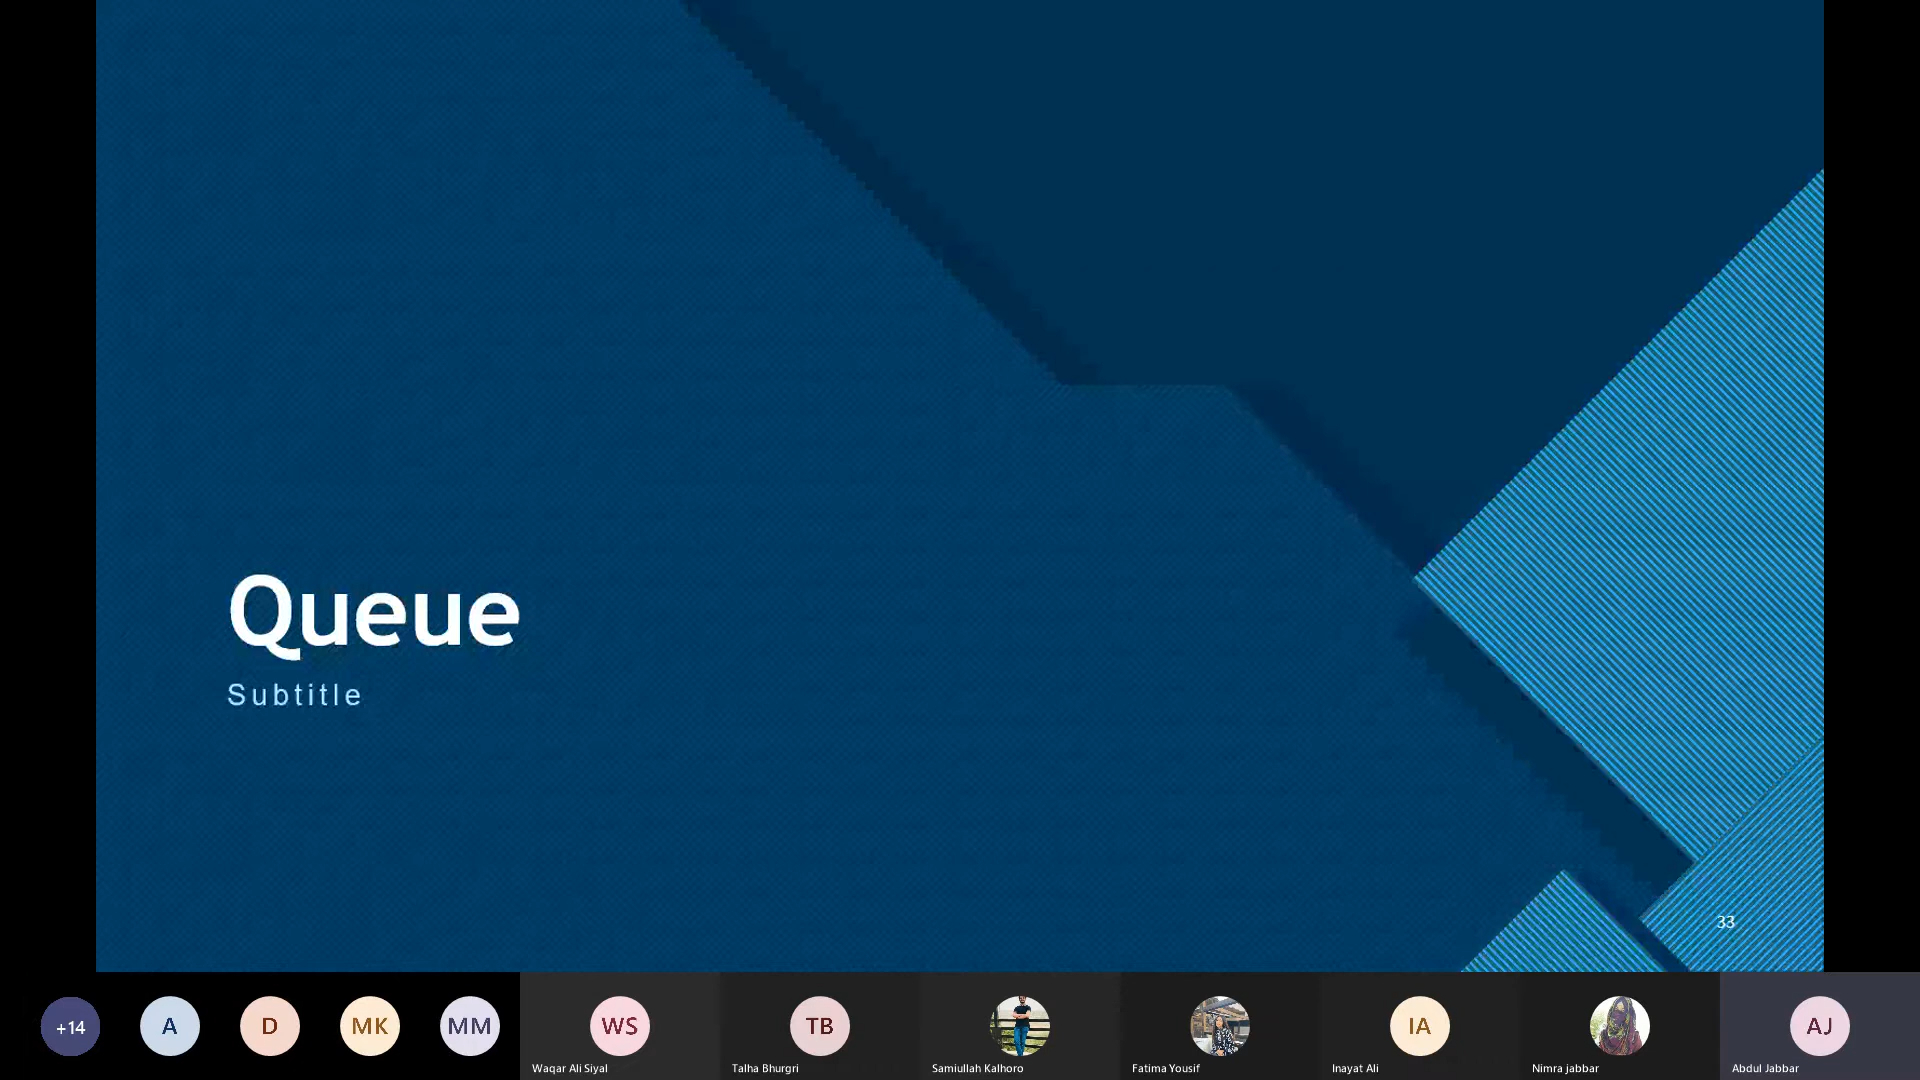 Queue
Subtitle
33
+14
A
D
MK
MM
WS
TB
IA
AJ
Waqar Ali Siyal
Talha Bhurgri
Samiullah Kalhoro
Fatima Yousif
Inayat Ali
Nimra jabbar
Abdul Jabbar